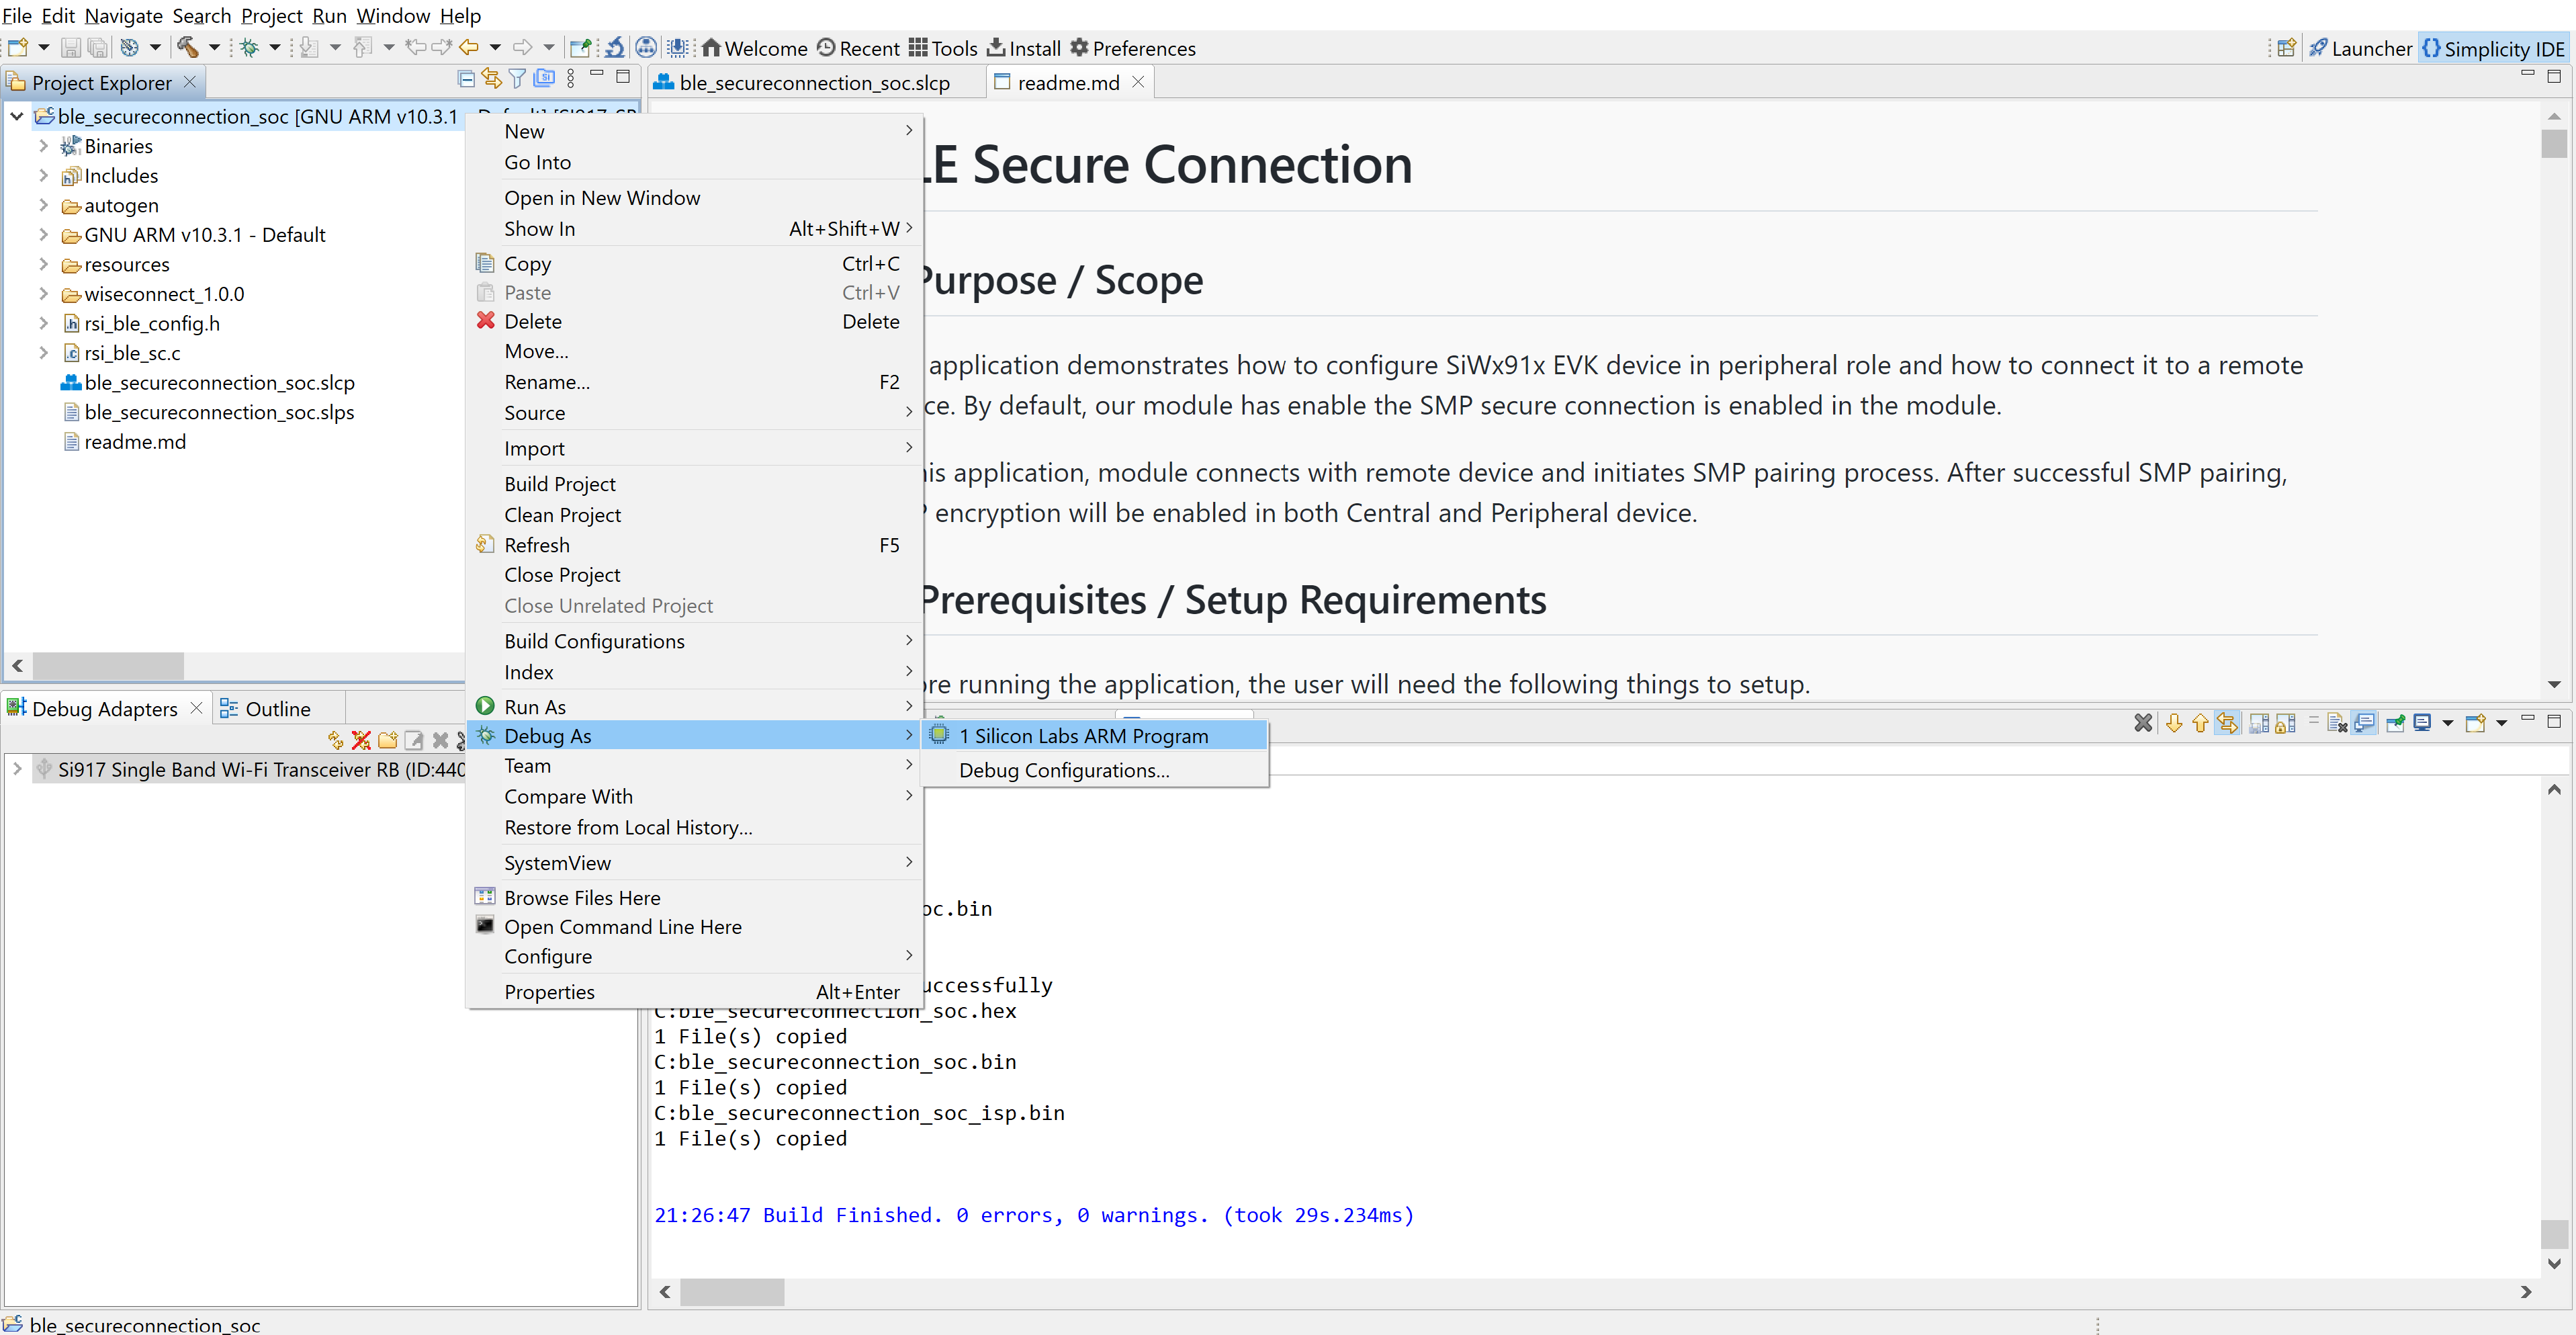 File Edit Navigate Search Project Run Window Help
Welcome Recent Tools Install Preferences Launcher Simplicity IDE
Project Explorer
ble_secureconnection_soc [GNU ARM v10.3.1
Binaries
Includes
autogen
GNU ARM v10.3.1 - Default
resources
wiseconnect_1.0.0
rsi_ble_config.h
rsi_ble_sc.c
ble_secureconnection_soc.slcp
ble_secureconnection_soc.slps
readme.md
Debug Adapters Outline
Si917 Single Band Wi-Fi Transceiver RB (ID:440
New
Go Into
Open in New Window
Show In Alt+Shift+W
Copy Ctrl+C
Paste Ctrl+V
Delete Delete
Move...
Rename... F2
Source
Import
Build Project
Clean Project
Refresh F5
Close Project
Close Unrelated Project
Build Configurations
Index
Run As
Debug As
Team
Compare With
Restore from Local History...
SystemView
Browse Files Here
Open Command Line Here
Configure
Properties Alt+Enter
1 Silicon Labs ARM Program
Debug Configurations...
ble_secureconnection_soc.slcp readme.md
LE Secure Connection
Purpose / Scope
application demonstrates how to configure SiWx91x EVK device in peripheral role and how to connect it to a remote
ce. By default, our module has enable the SMP secure connection is enabled in the module.
is application, module connects with remote device and initiates SMP pairing process. After successful SMP pairing,
encryption will be enabled in both Central and Peripheral device.
Prerequisites / Setup Requirements
re running the application, the user will need the following things to setup.
oc.bin
uccessfully
C:ble_secureconnection_soc.hex
1 File(s) copied
C:ble_secureconnection_soc.bin
1 File(s) copied
C:ble_secureconnection_soc_isp.bin
1 File(s) copied
21:26:47 Build Finished. 0 errors, 0 warnings. (took 29s.234ms)
ble_secureconnection_soc